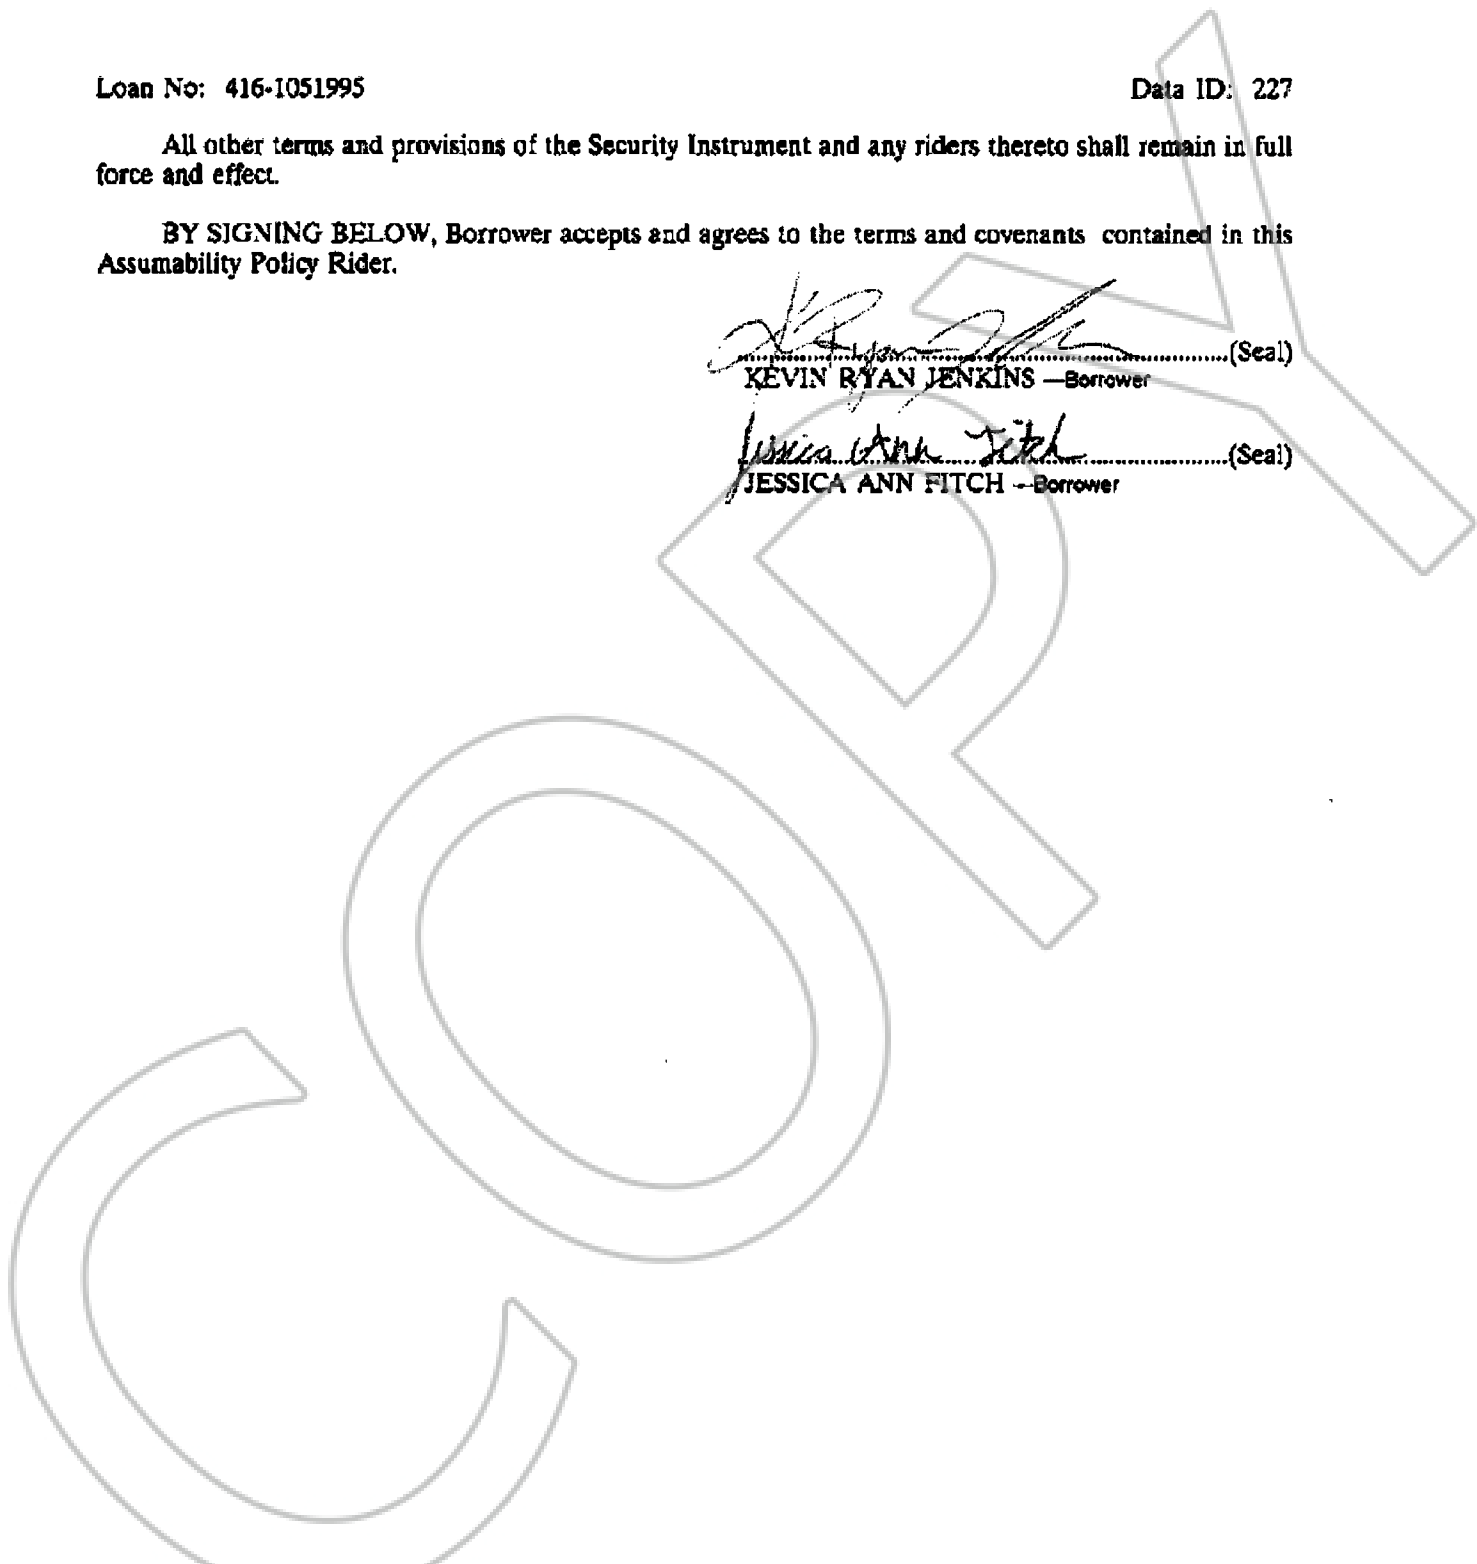 Loan No: 416-1051995 Data ID: 227
All other terms and provisions of the Security Instrument and any riders thereto shall remain in full
force and effect.
BY SIGNING BELOW, Borrower accepts and agrees to the terms and covenants contained in this
Assumability Policy Rider.
K Ryan
(Seal)
KEVIN RYAN JENKINS —Borrower
Jessica Ann Fitch
(Seal)
JESSICA ANN FITCH —Borrower
COPY